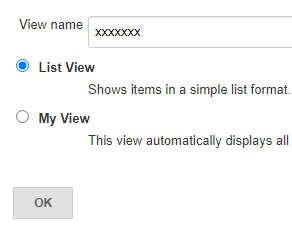 View name
xxxxxxx
List View
Shows items in a simple list format.
My View
This view automatically displays all
OK